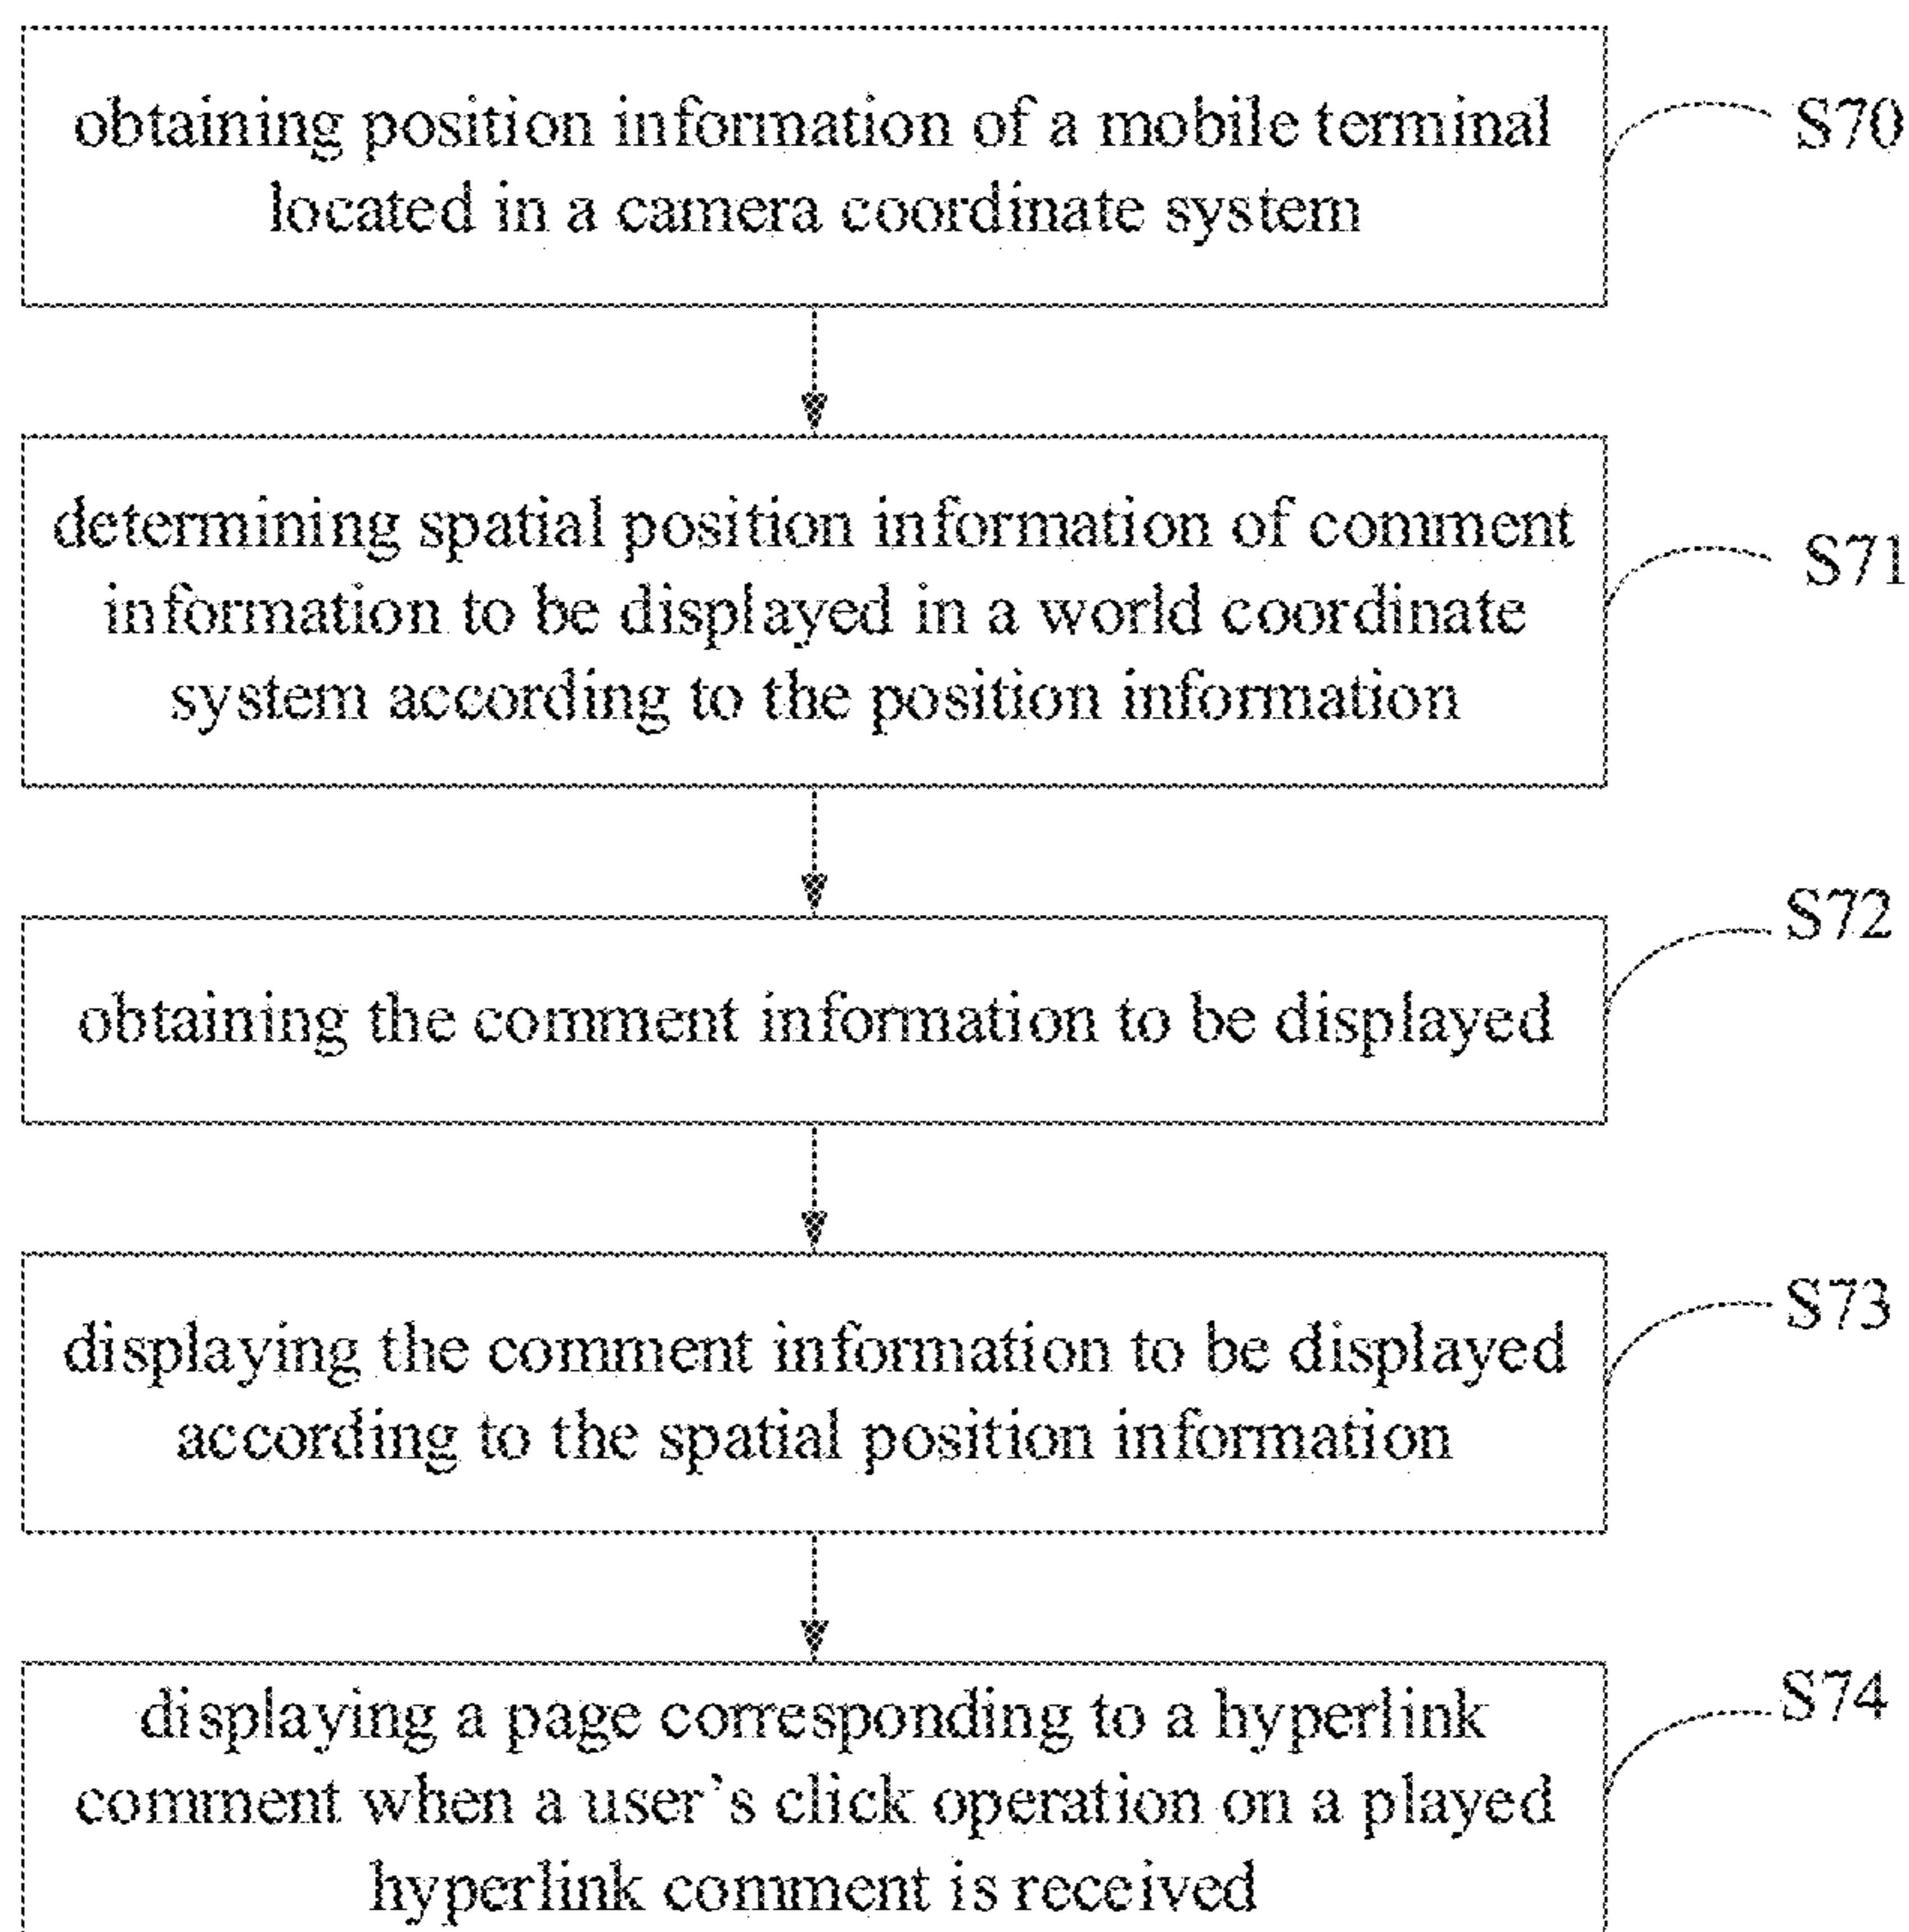 obtaining position information of a mobile terminal
located in a camera coordinate system
S70
determining spatial position information of comment
information to be displayed in a world coordinate
system according to the position information
S71
obtaining the comment information to be displayed
S72
displaying the comment information to be displayed
according to the spatial position information
S73
displaying a page corresponding to a hyperlink
comment when a user's click operation on a played
hyperlink comment is received
S74